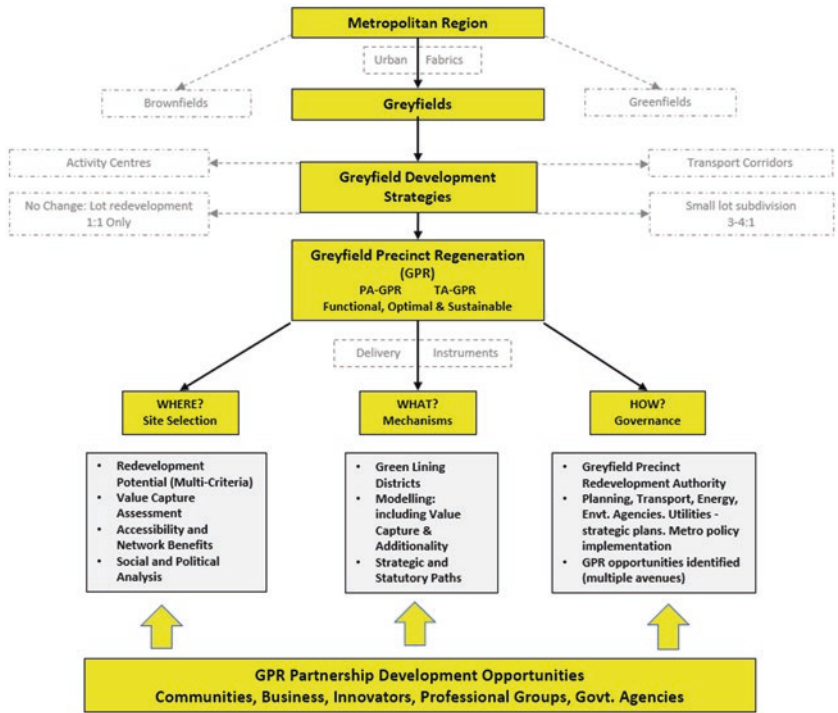 Metropolitan Region
Urban Fabrics
Brownfields
Greenfields
Greyfields
Activity Centres
Transport Corridors
Greyfield Development
Strategies
No Change: Lot redevelopment
1:1 Only
Small lot subdivision
3-4:1
Greyfield Precinct Regeneration
(GPR)
PA-GPR TA-GPR
Functional, Optimal & Sustainable
Delivery Instruments
WHERE?
Site Selection
WHAT?
Mechanisms
HOW?
Governance
• Redevelopment
Potential (Multi-Criteria)
• Value Capture
Assessment
• Accessibility and
Network Benefits
• Social and Political
Analysis
• Green Lining
Districts
• Modelling:
including Value
Capture &
Additionality
• Strategic and
Statutory Paths
• Greyfield Precinct
Redevelopment Authority
• Planning, Transport, Energy,
Envt. Agencies. Utilities -
strategic plans. Metro policy
implementation
• GPR opportunities identified
(multiple avenues)
GPR Partnership Development Opportunities
Communities, Business, Innovators, Professional Groups, Govt. Agencies